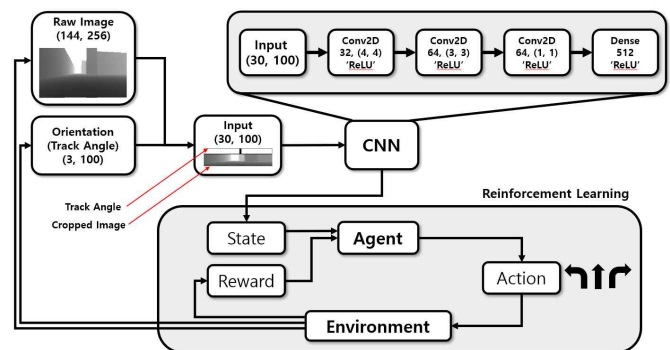 Raw Image
(144, 256)
Orientation
(Track Angle)
(3, 100)
Input
(30, 100)
Track Angle
Cropped Image
Input
(30, 100)
Conv2D
32, (4, 4)
'ReLU'
Conv2D
64, (3, 3)
'ReLU'
Conv2D
64, (1, 1)
'ReLU'
Dense
512
'ReLU'
CNN
Reinforcement Learning
State
Agent
Reward
Action
Environment